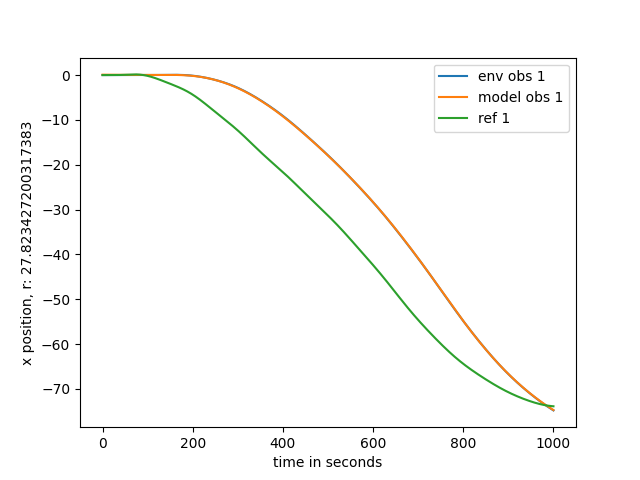 env obs 1
model obs 1
ref 1
0
−10
−20
−30
−40
−50
−60
−70
x position, r: 27.823427200317383
0 200 400 600 800 1000
time in seconds